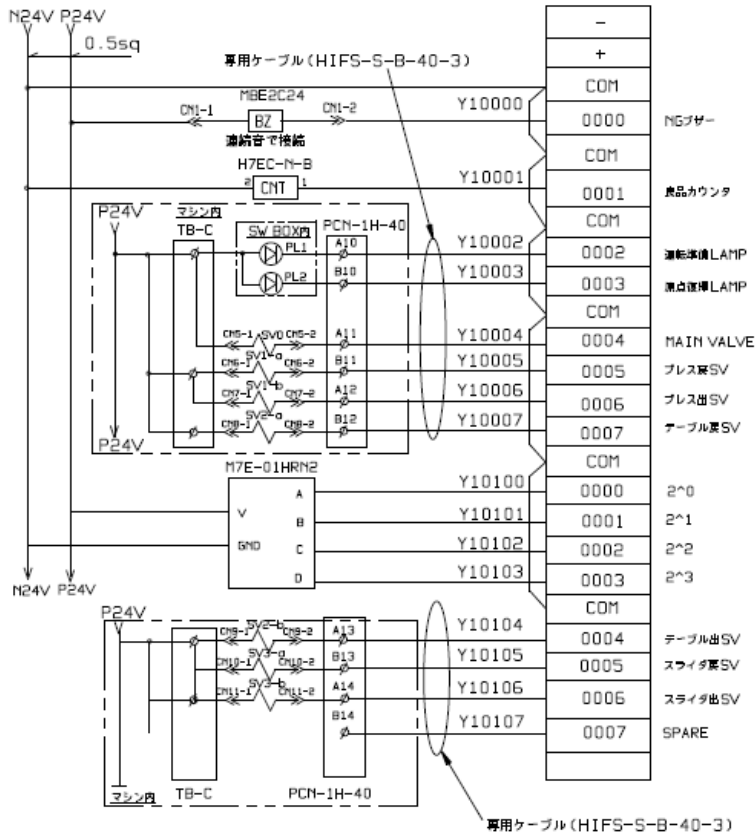 N24V P24V
0.5sq
専用ケーブル(HIFS-S-B-40-3)
-
+
COM
CN1-1 MBE2C24 CN1-2
BZ
連続音で接続
Y10000 0000 NGブザー
COM
H7EC-N-B
2 CNT 1
Y10001 0001 良品カウンタ
COM
P24V
マシン内
TB-C
SW BOX内
PCN-1H-40
PL1 A10 Y10002 0002 運転準備LAMP
PL2 B10 Y10003 0003 原点復帰LAMP
COM
CN5-1 SV0 CN5-2 A11 Y10004 0004 MAIN VALVE
CN6-1 SV1-a CN6-2 B11 Y10005 0005 プレス戻SV
CN7-1 SV1-b CN7-2 A12 Y10006 0006 プレス出SV
CN8-1 SV2-a CN8-2 B12 Y10007 0007 テーブル戻SV
P24V
COM
M7E-01HRN2
A Y10100 0000 2^0
V
B Y10101 0001 2^1
GND
C Y10102 0002 2^2
D Y10103 0003 2^3
N24V P24V
COM
P24V
CN9-1 SV2-b CN9-2 A13 Y10104 0004 テーブル出SV
CN10-1 SV3-a CN10-2 B13 Y10105 0005 スライダ戻SV
CN11-1 SV3-b CN11-2 A14 Y10106 0006 スライダ出SV
B14 Y10107 0007 SPARE
マシン内 TB-C PCN-1H-40
専用ケーブル(HIFS-S-B-40-3)